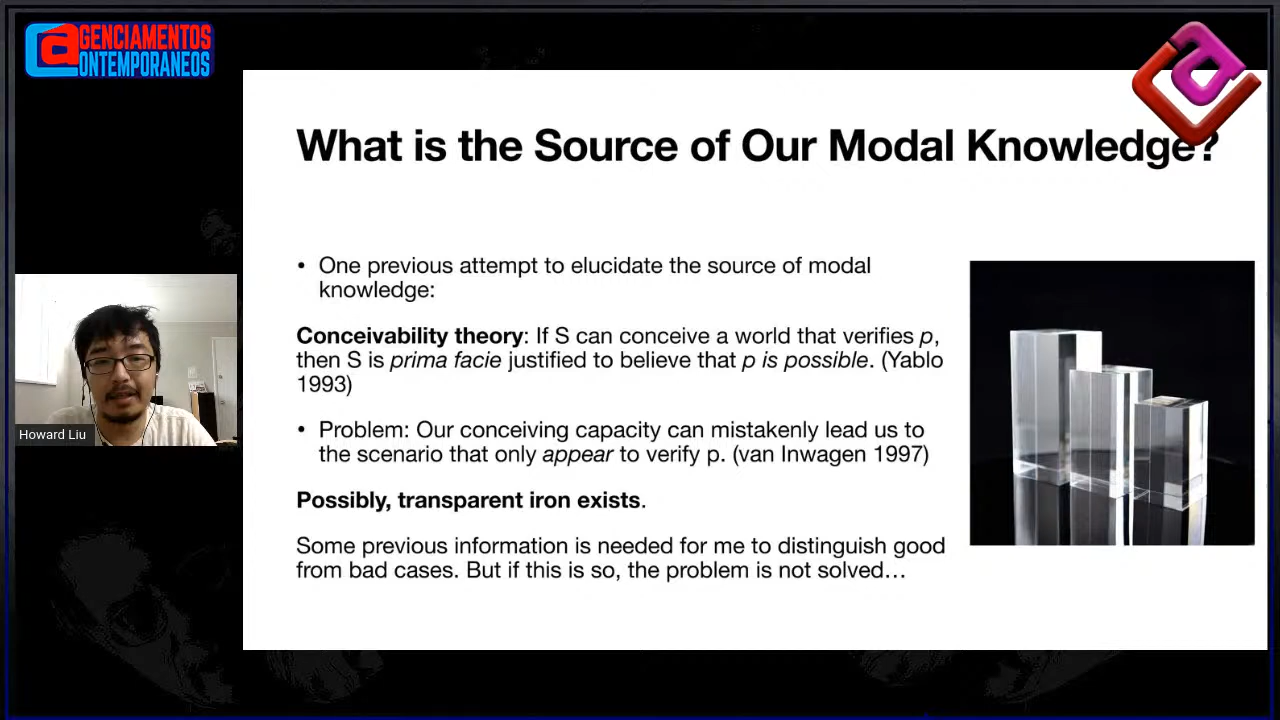 AGENCIAMENTOS
CONTEMPORANEOS
What is the Source of Our Modal Knowledge?
• One previous attempt to elucidate the source of modal
knowledge:
Conceivability theory: If S can conceive a world that verifies p,
then S is prima facie justified to believe that p is possible. (Yablo
1993)
• Problem: Our conceiving capacity can mistakenly lead us to
the scenario that only appear to verify p. (van Inwagen 1997)
Possibly, transparent iron exists.
Some previous information is needed for me to distinguish good
from bad cases. But if this is so, the problem is not solved…
Howard Liu